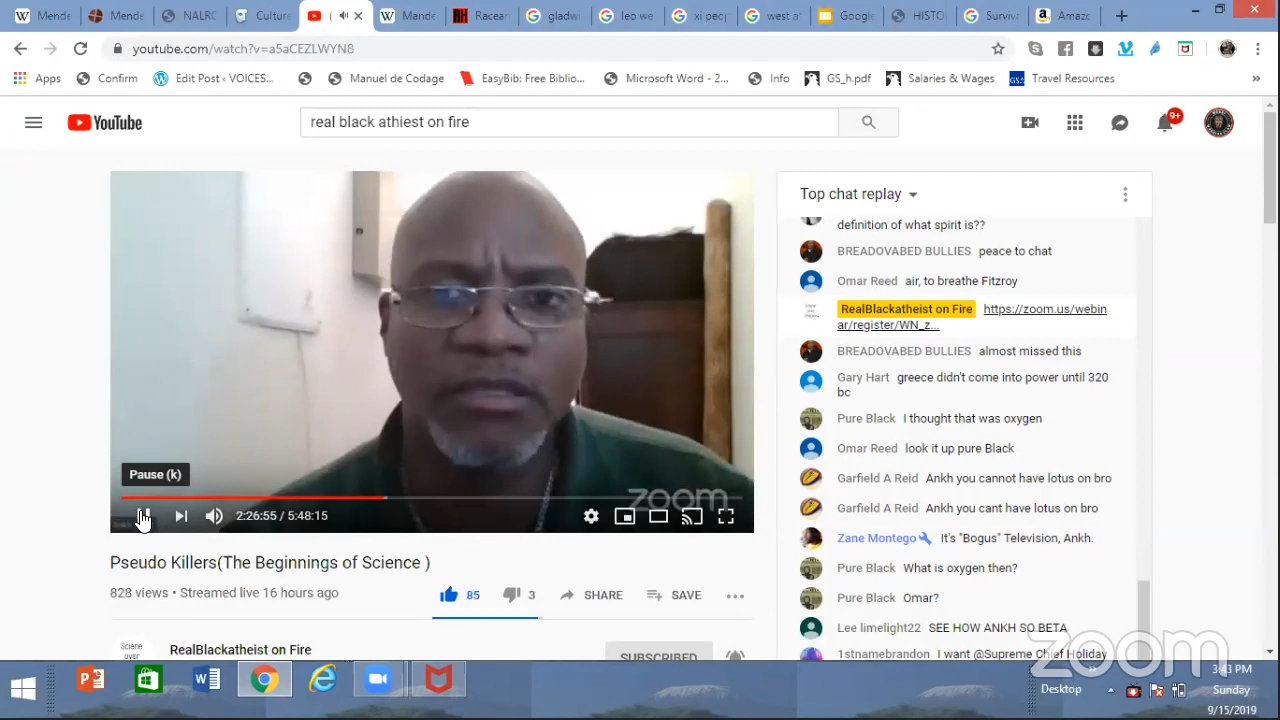 Mende
Mende
NALRC
Culture
Mande
Racear
gladwi
leo we
xi peop
west af
Google
HISTO
Surviva
Amazo
youtube.com/watch?v=a5aCEZLWYN8
Apps
Confirm
Edit Post ‹ VOICES...
Manuel de Codage
EasyBib: Free Biblio...
Microsoft Word - 2...
Info
GS_h.pdf
Salaries & Wages
Travel Resources
»
YouTube
real black athiest on fire
9+
Top chat replay
definition of what spirit is??
BREADOVABED BULLIES peace to chat
Omar Reed air, to breathe Fitzroy
RealBlackatheist on Fire https://zoom.us/webin
ar/register/WN_z...
BREADOVABED BULLIES almost missed this
Gary Hart greece didn't come into power until 320
bc
Pure Black I thought that was oxygen
Omar Reed look it up pure Black
Garfield A Reid Ankh you cannot have lotus on bro
Garfield A Reid Ankh you cant have lotus on bro
Zane Montego It's "Bogus" Television, Ankh.
Pure Black What is oxygen then?
Pure Black Omar?
Lee limelight22 SEE HOW ANKH SO BETA
1stnamebrandon I want @Supreme Chief Holiday
Pause (k)
zoom
2:26:55 / 5:48:15
Pseudo Killers(The Beginnings of Science )
828 views • Streamed live 16 hours ago
85
3
SHARE
SAVE
Sciene
over
RealBlackatheist on Fire
SUBSCRIBED
zoom
Desktop
3:43 PM
Sunday
9/15/2019